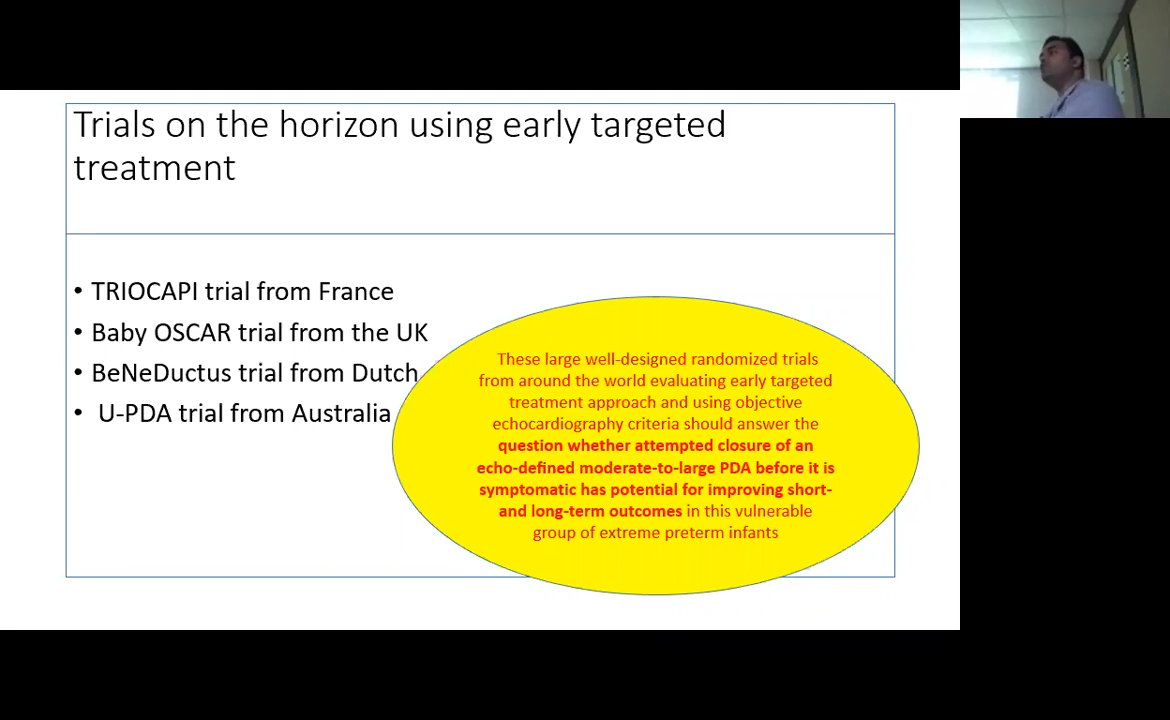 Trials on the horizon using early targeted
treatment
• TRIOCAPI trial from France
• Baby OSCAR trial from the UK
• BeNeDuctus trial from Dutch
• U-PDA trial from Australia
These large well-designed randomized trials
from around the world evaluating early targeted
treatment approach and using objective
echocardiography criteria should answer the
question whether attempted closure of an
echo-defined moderate-to-large PDA before it is
symptomatic has potential for improving short-
and long-term outcomes in this vulnerable
group of extreme preterm infants